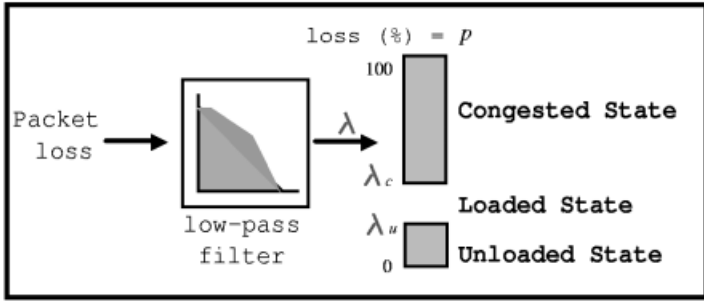 loss (%) = p
100
Packet
loss
λ
Congested State
λc
low-pass
filter
Loaded State
λu
Unloaded State
0